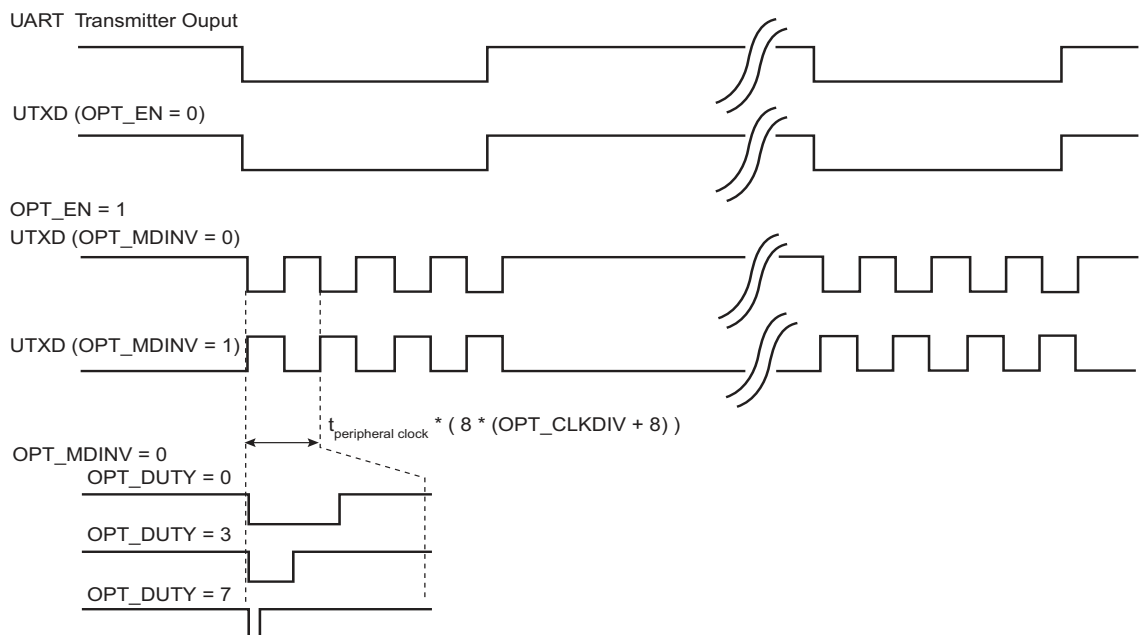 UART Transmitter Ouput
UTXD (OPT_EN = 0)
OPT_EN = 1
UTXD (OPT_MDINV = 0)
UTXD (OPT_MDINV = 1)
t peripheral clock * ( 8 * (OPT_CLKDIV + 8) )
OPT_MDINV = 0
OPT_DUTY = 0
OPT_DUTY = 3
OPT_DUTY = 7